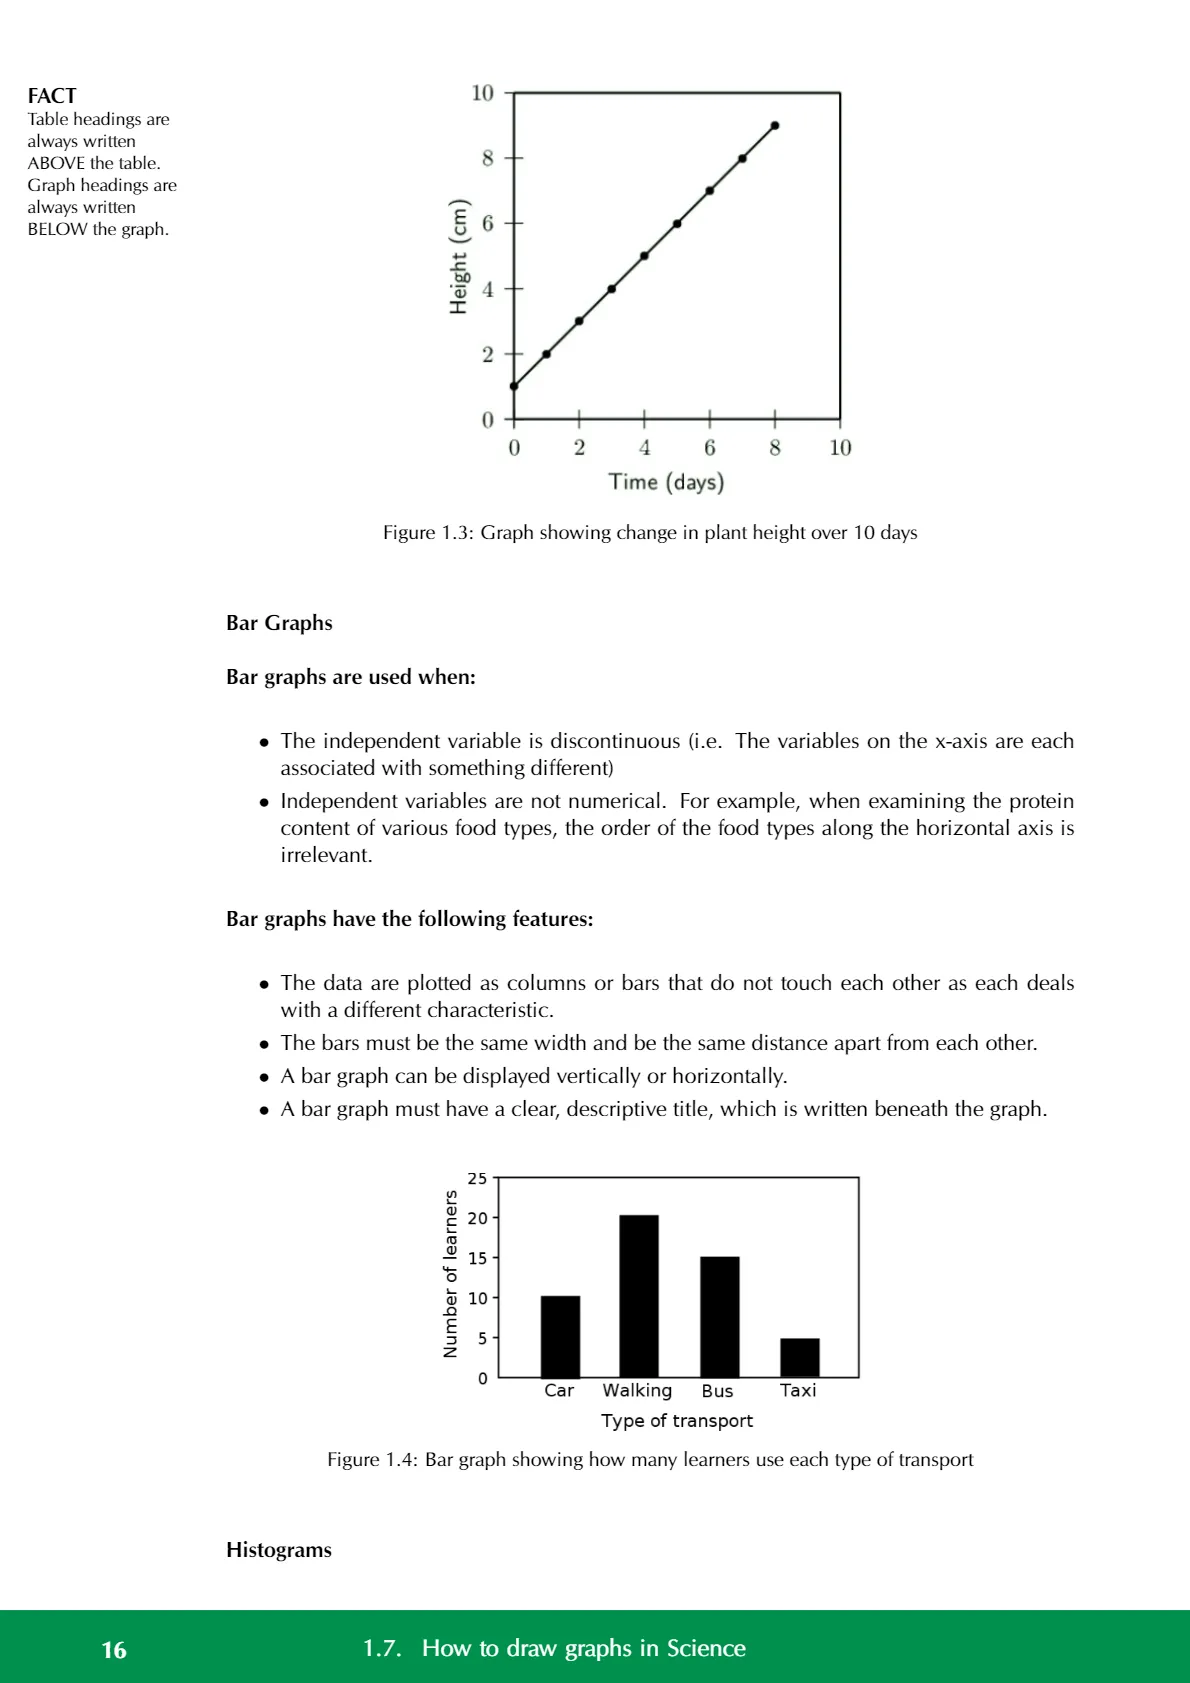 FACT
Table headings are
always written
ABOVE the table.
Graph headings are
always written
BELOW the graph.
10
8
6
4
2
0
Height (cm)
0 2 4 6 8 10
Time (days)
Figure 1.3: Graph showing change in plant height over 10 days
Bar Graphs
Bar graphs are used when:
• The independent variable is discontinuous (i.e. The variables on the x-axis are each
associated with something different)
• Independent variables are not numerical. For example, when examining the protein
content of various food types, the order of the food types along the horizontal axis is
irrelevant.
Bar graphs have the following features:
• The data are plotted as columns or bars that do not touch each other as each deals
with a different characteristic.
• The bars must be the same width and be the same distance apart from each other.
• A bar graph can be displayed vertically or horizontally.
• A bar graph must have a clear, descriptive title, which is written beneath the graph.
25
20
15
10
5
0
Number of learners
Car Walking Bus Taxi
Type of transport
Figure 1.4: Bar graph showing how many learners use each type of transport
Histograms
16 1.7. How to draw graphs in Science